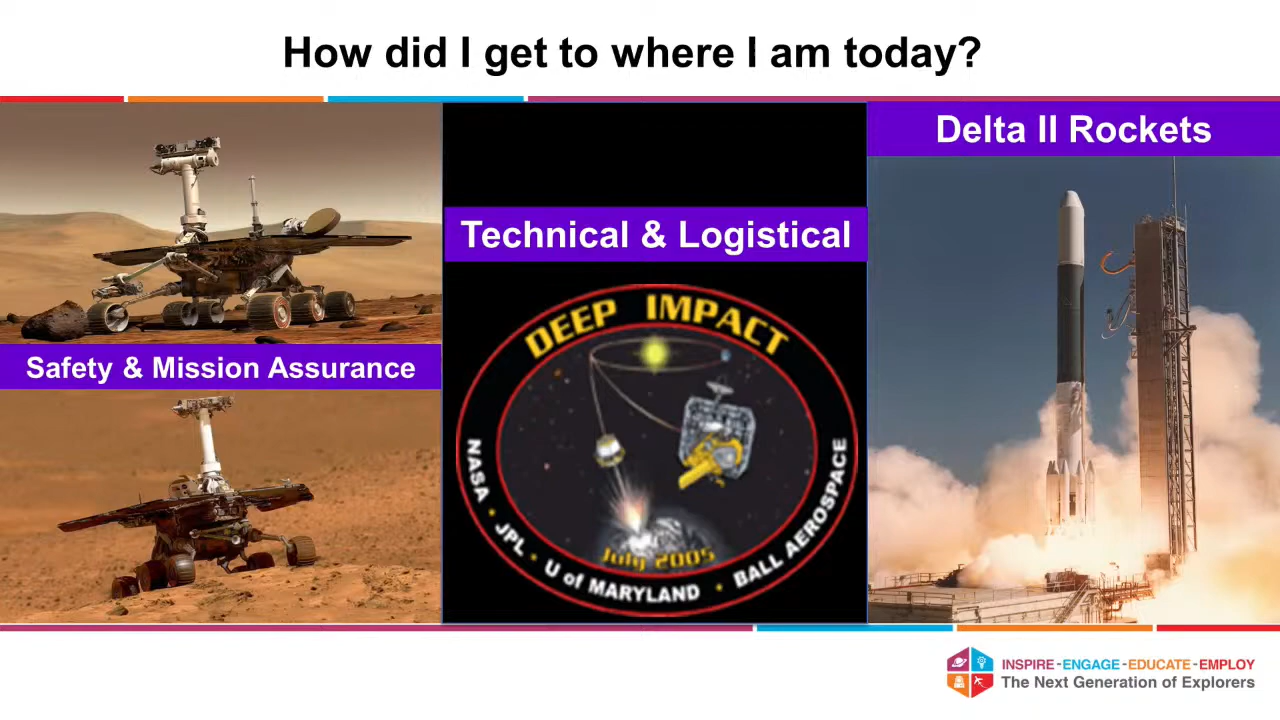 How did I get to where I am today?
Safety & Mission Assurance
Technical & Logistical
DEEP IMPACT
July 2005
NASA • JPL • U of MARYLAND • BALL AEROSPACE
Delta II Rockets
INSPIRE - ENGAGE - EDUCATE - EMPLOY
The Next Generation of Explorers